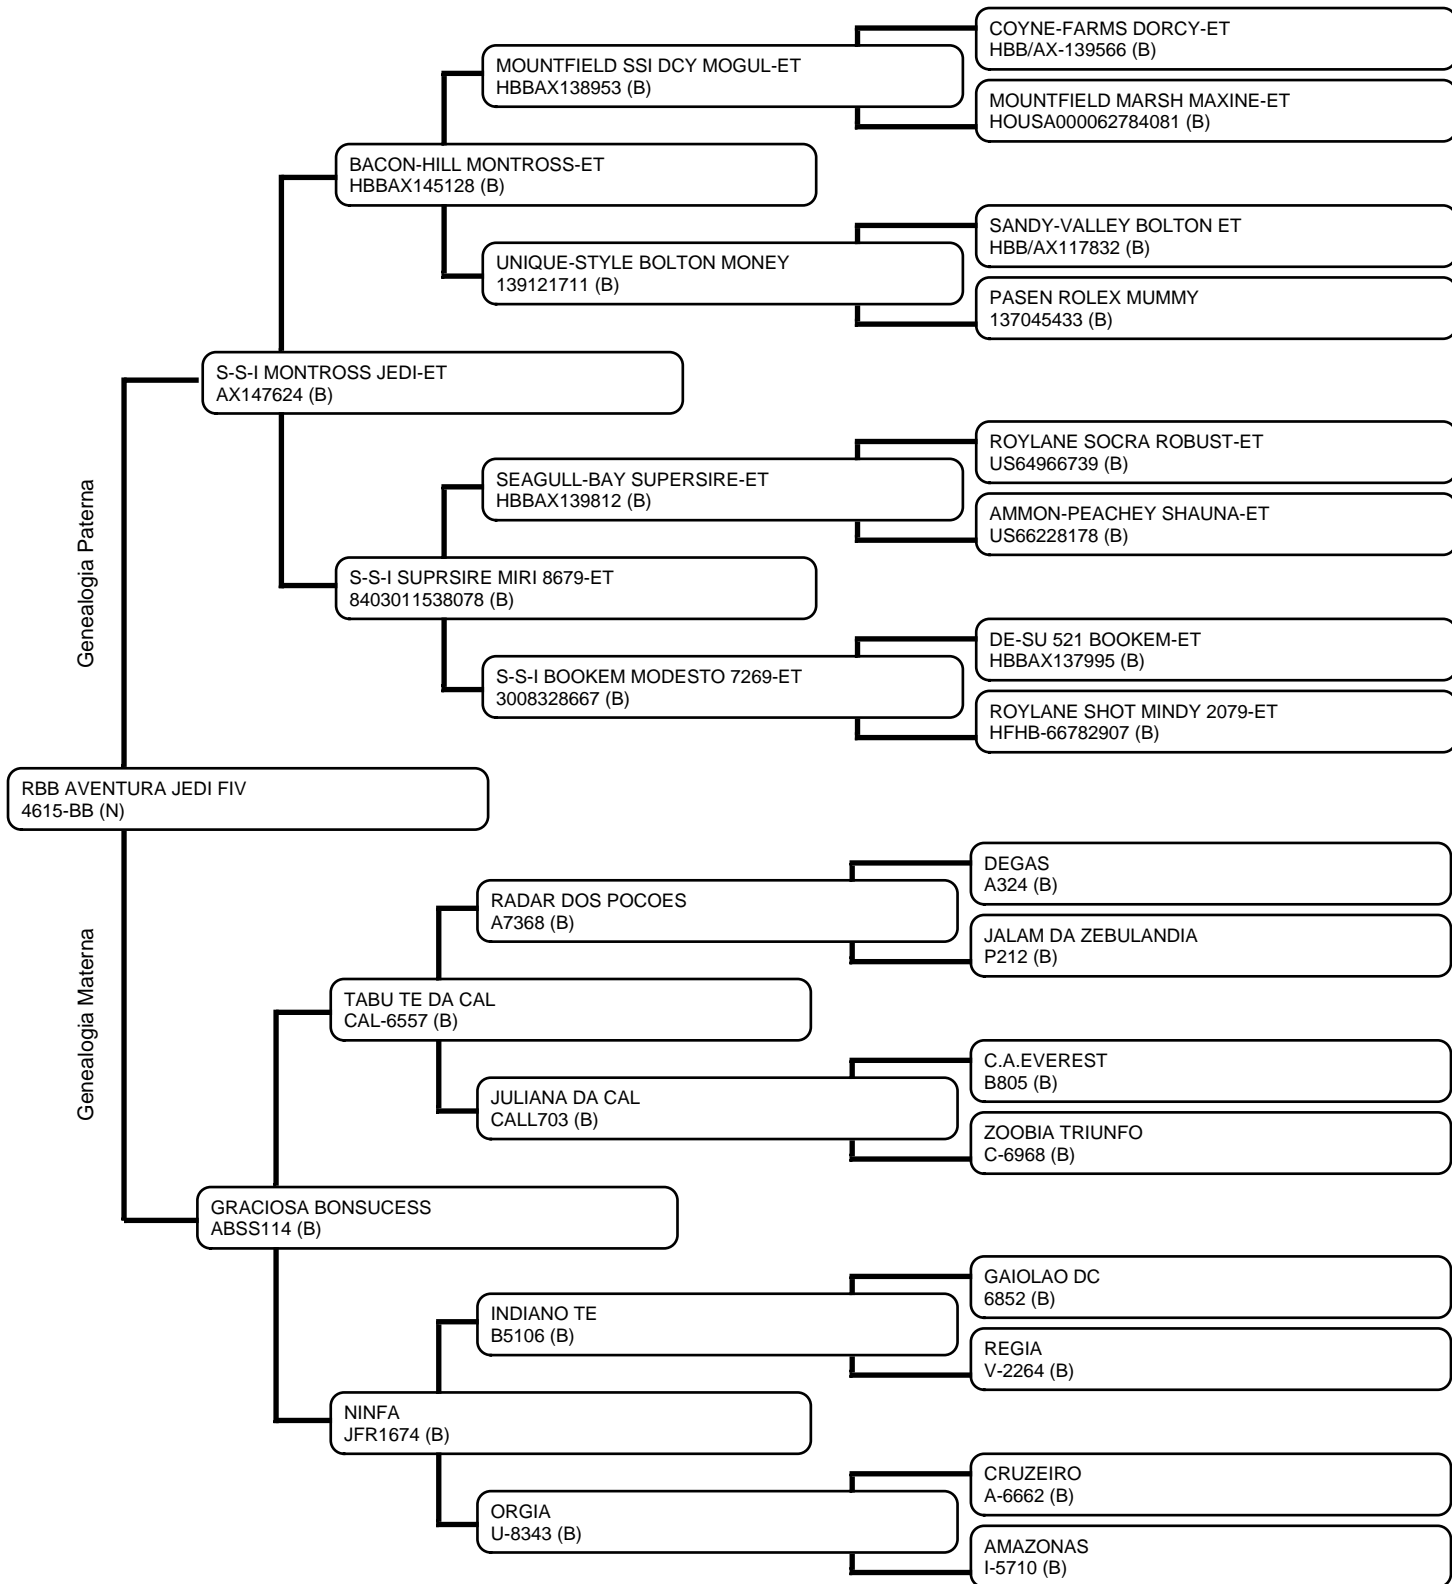 COYNE-FARMS DORCY-ET
HBB/AX-139566 (B)
MOUNTFIELD SSI DCY MOGUL-ET
HBBAX138953 (B)
MOUNTFIELD MARSH MAXINE-ET
HOUSA000062784081 (B)
BACON-HILL MONTROSS-ET
HBBAX145128 (B)
SANDY-VALLEY BOLTON ET
HBB/AX117832 (B)
UNIQUE-STYLE BOLTON MONEY
139121711 (B)
PASEN ROLEX MUMMY
137045433 (B)
S-S-I MONTROSS JEDI-ET
AX147624 (B)
ROYLANE SOCRA ROBUST-ET
US64966739 (B)
SEAGULL-BAY SUPERSIRE-ET
HBBAX139812 (B)
AMMON-PEACHEY SHAUNA-ET
US66228178 (B)
Genealogia Paterna
S-S-I SUPRSIRE MIRI 8679-ET
8403011538078 (B)
DE-SU 521 BOOKEM-ET
HBBAX137995 (B)
S-S-I BOOKEM MODESTO 7269-ET
3008328667 (B)
ROYLANE SHOT MINDY 2079-ET
HFHB-66782907 (B)
RBB AVENTURA JEDI FIV
4615-BB (N)
DEGAS
A324 (B)
RADAR DOS POCOES
A7368 (B)
JALAM DA ZEBULANDIA
P212 (B)
Genealogia Materna
TABU TE DA CAL
CAL-6557 (B)
C.A.EVEREST
B805 (B)
JULIANA DA CAL
CALL703 (B)
ZOOBIA TRIUNFO
C-6968 (B)
GRACIOSA BONSUCESS
ABSS114 (B)
GAIOLAO DC
6852 (B)
INDIANO TE
B5106 (B)
REGIA
V-2264 (B)
NINFA
JFR1674 (B)
CRUZEIRO
A-6662 (B)
ORGIA
U-8343 (B)
AMAZONAS
I-5710 (B)